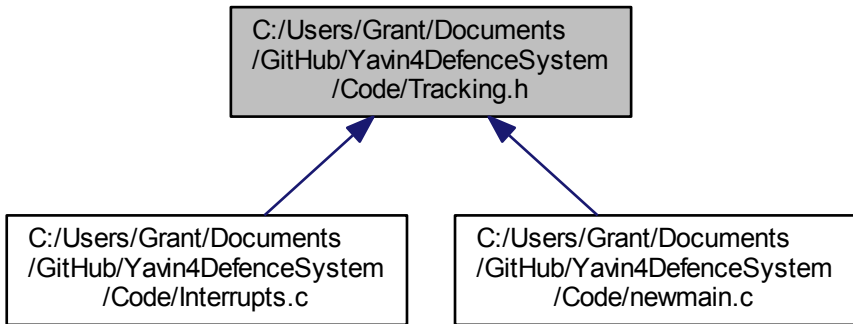 C:/Users/Grant/Documents
/GitHub/Yavin4DefenceSystem
/Code/Tracking.h
C:/Users/Grant/Documents
/GitHub/Yavin4DefenceSystem
/Code/Interrupts.c
C:/Users/Grant/Documents
/GitHub/Yavin4DefenceSystem
/Code/newmain.c